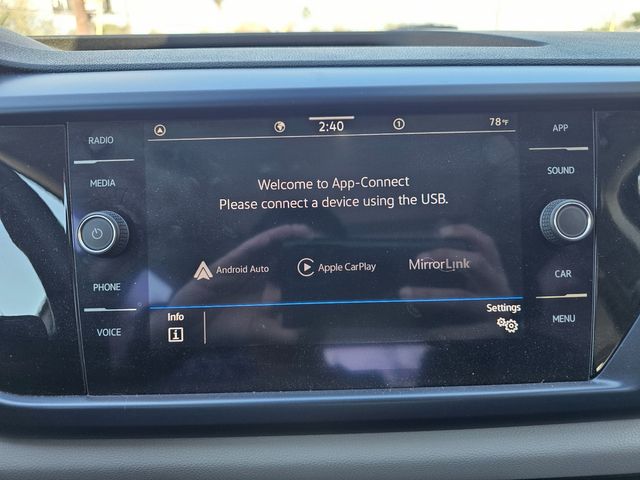 RADIO
MEDIA
PHONE
VOICE
2:40
1
78°F
Welcome to App-Connect
Please connect a device using the USB.
Android Auto
Apple CarPlay
MirrorLink
Info
i
Settings
APP
SOUND
CAR
MENU